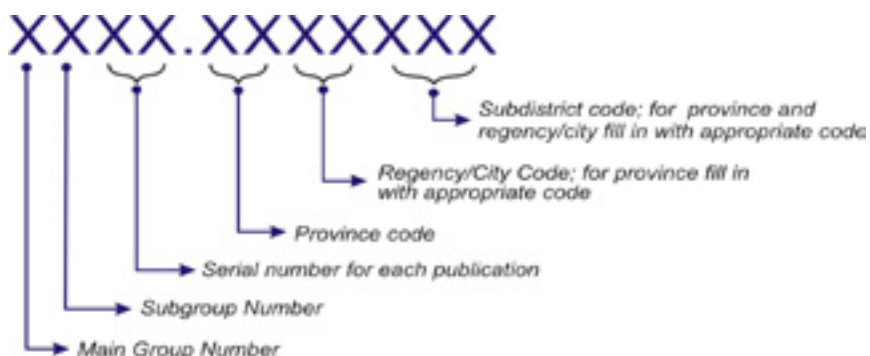 XXXX.XXXXXXX
Subdistrict code; for province and
regency/city fill in with appropriate code
Regency/City Code; for province fill in
with appropriate code
Province code
Serial number for each publication
Subgroup Number
Main Group Number